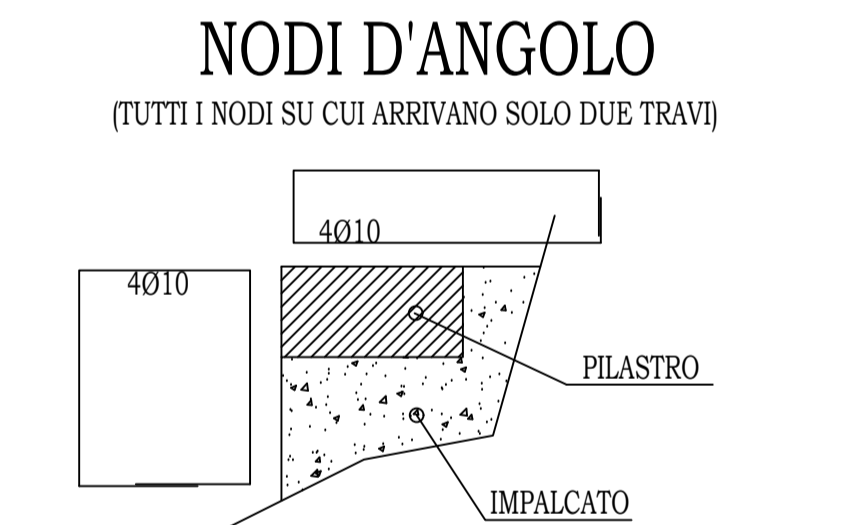 NODI D'ANGOLO
(TUTTI I NODI SU CUI ARRIVANO SOLO DUE TRAVI)
4Ø10
4Ø10
PILASTRO
IMPALCATO